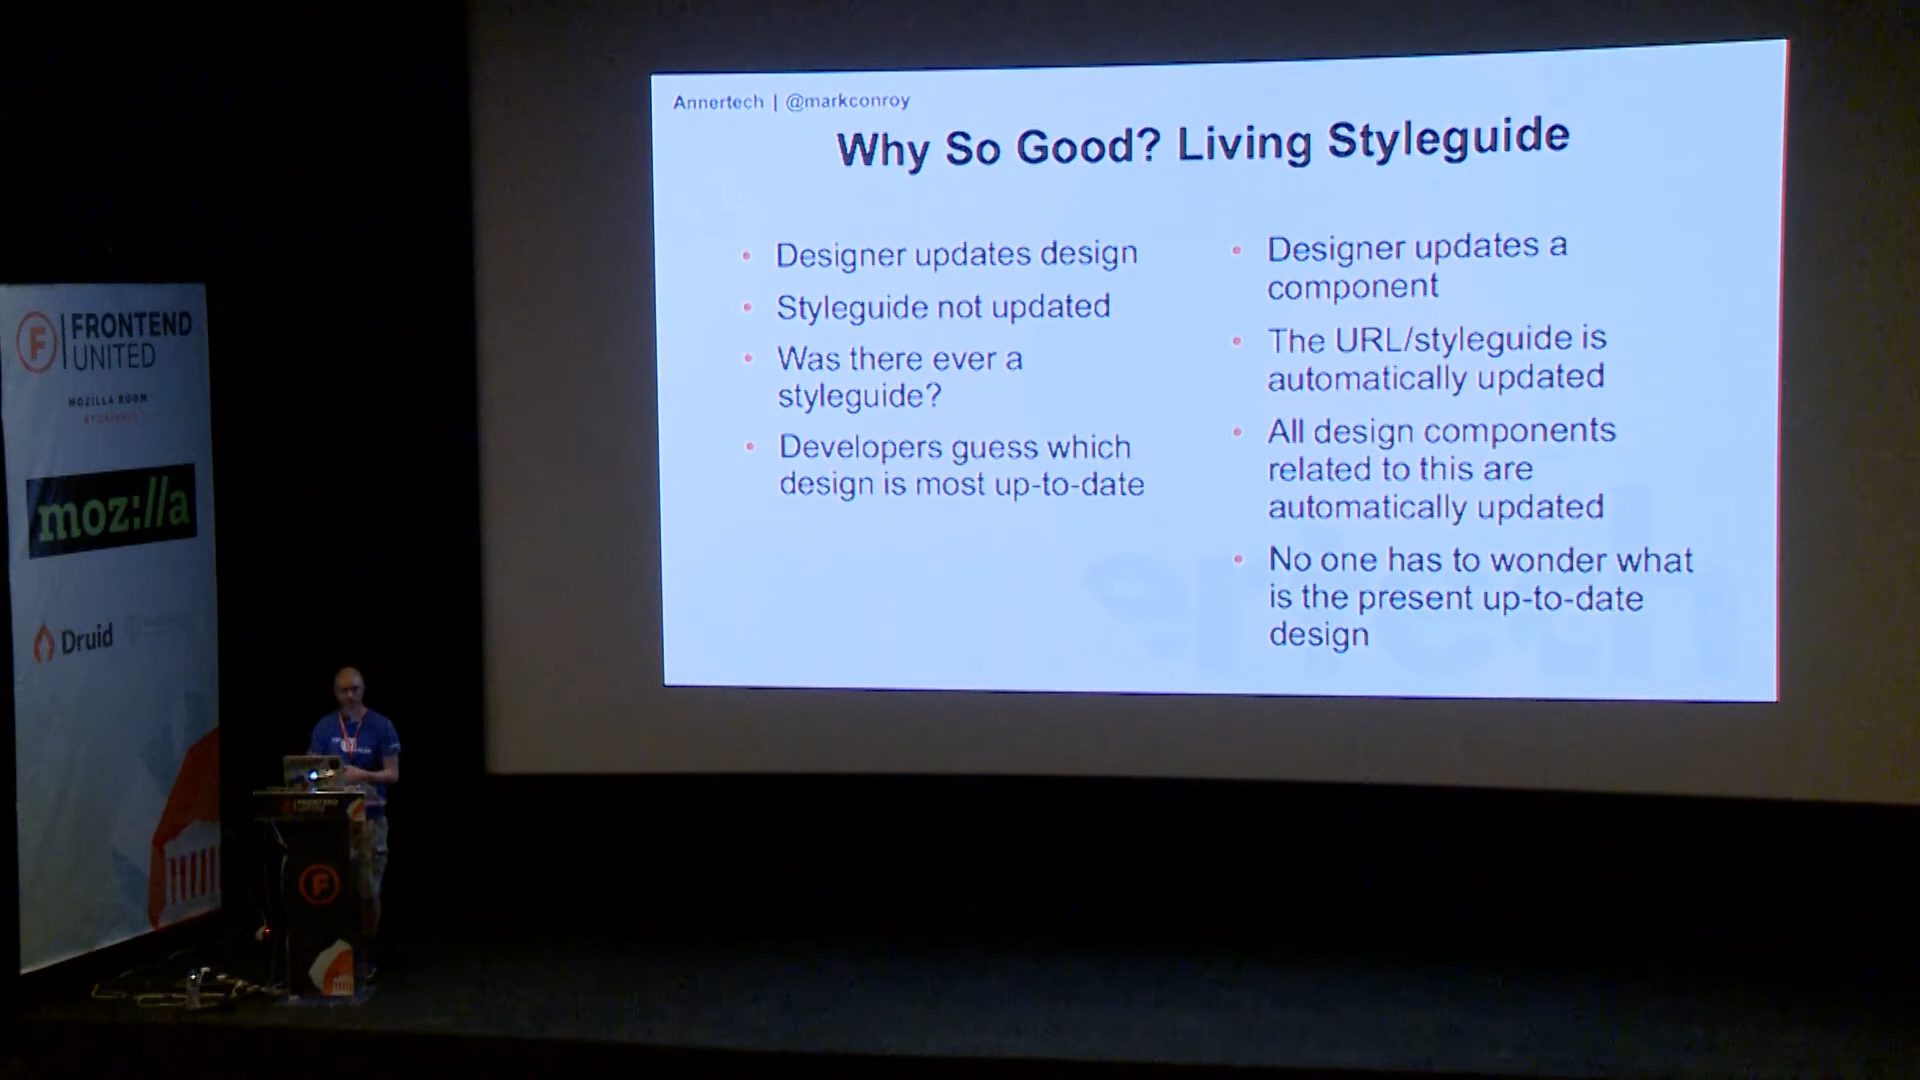 Annertech | @markconroy
Why So Good? Living Styleguide
• Designer updates design
• Styleguide not updated
• Was there ever a
styleguide?
• Developers guess which
design is most up-to-date
• Designer updates a
component
• The URL/styleguide is
automatically updated
• All design components
related to this are
automatically updated
• No one has to wonder what
is the present up-to-date
design
FRONTEND
UNITED
MOZILLA ROOM
moz://a
Druid
FRONTEND
UNITED